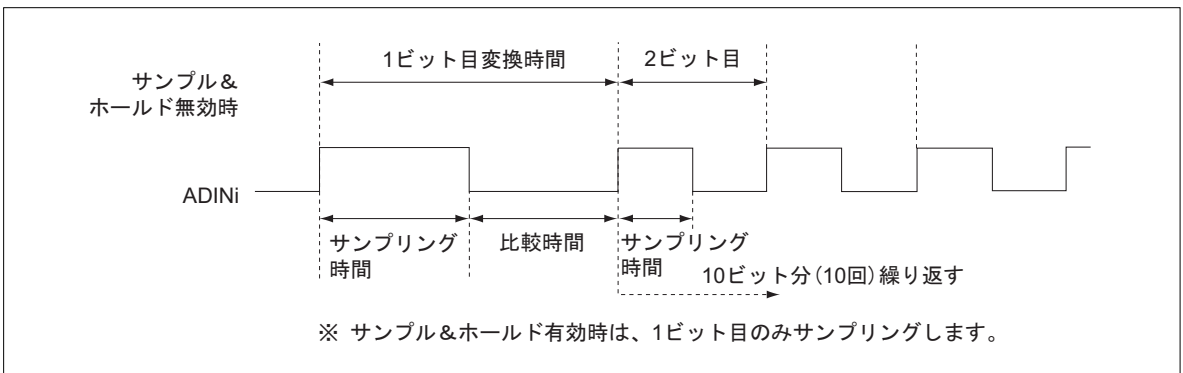 1ビット目変換時間
2ビット目
サンプル＆
ホールド無効時
ADINi
サンプリング
時間
比較時間
サンプリング
時間
10ビット分(10回)繰り返す
※ サンプル＆ホールド有効時は、1ビット目のみサンプリングします。